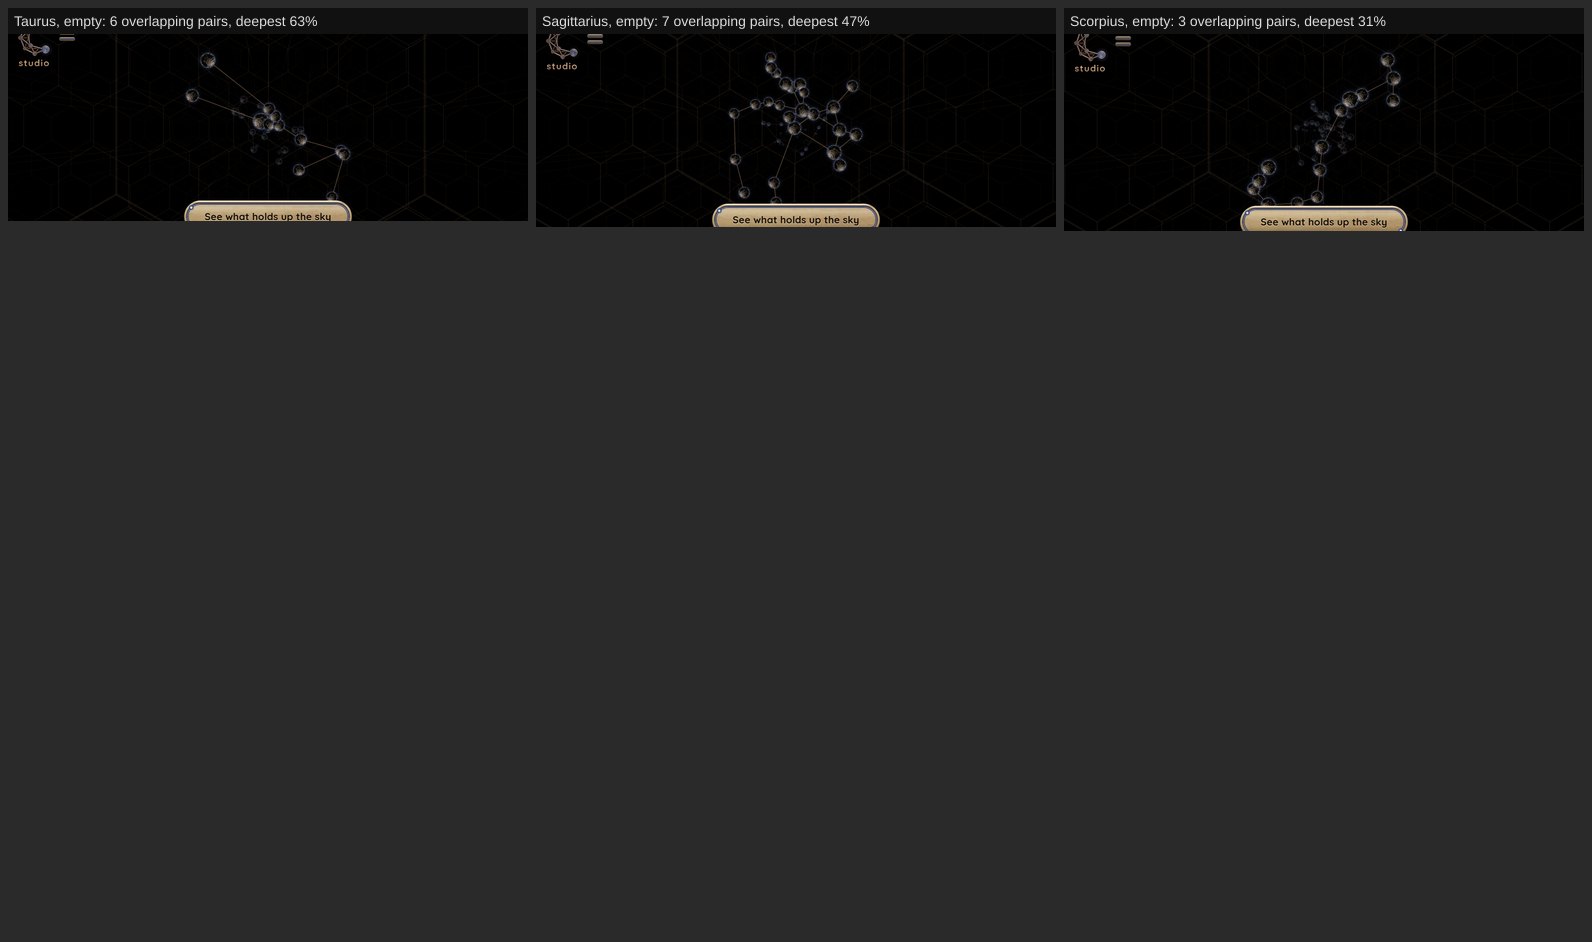 Taurus, empty: 6 overlapping pairs, deepest 63%
studio
See what holds up the sky
Sagittarius, empty: 7 overlapping pairs, deepest 47%
studio
See what holds up the sky
Scorpius, empty: 3 overlapping pairs, deepest 31%
studio
See what holds up the sky